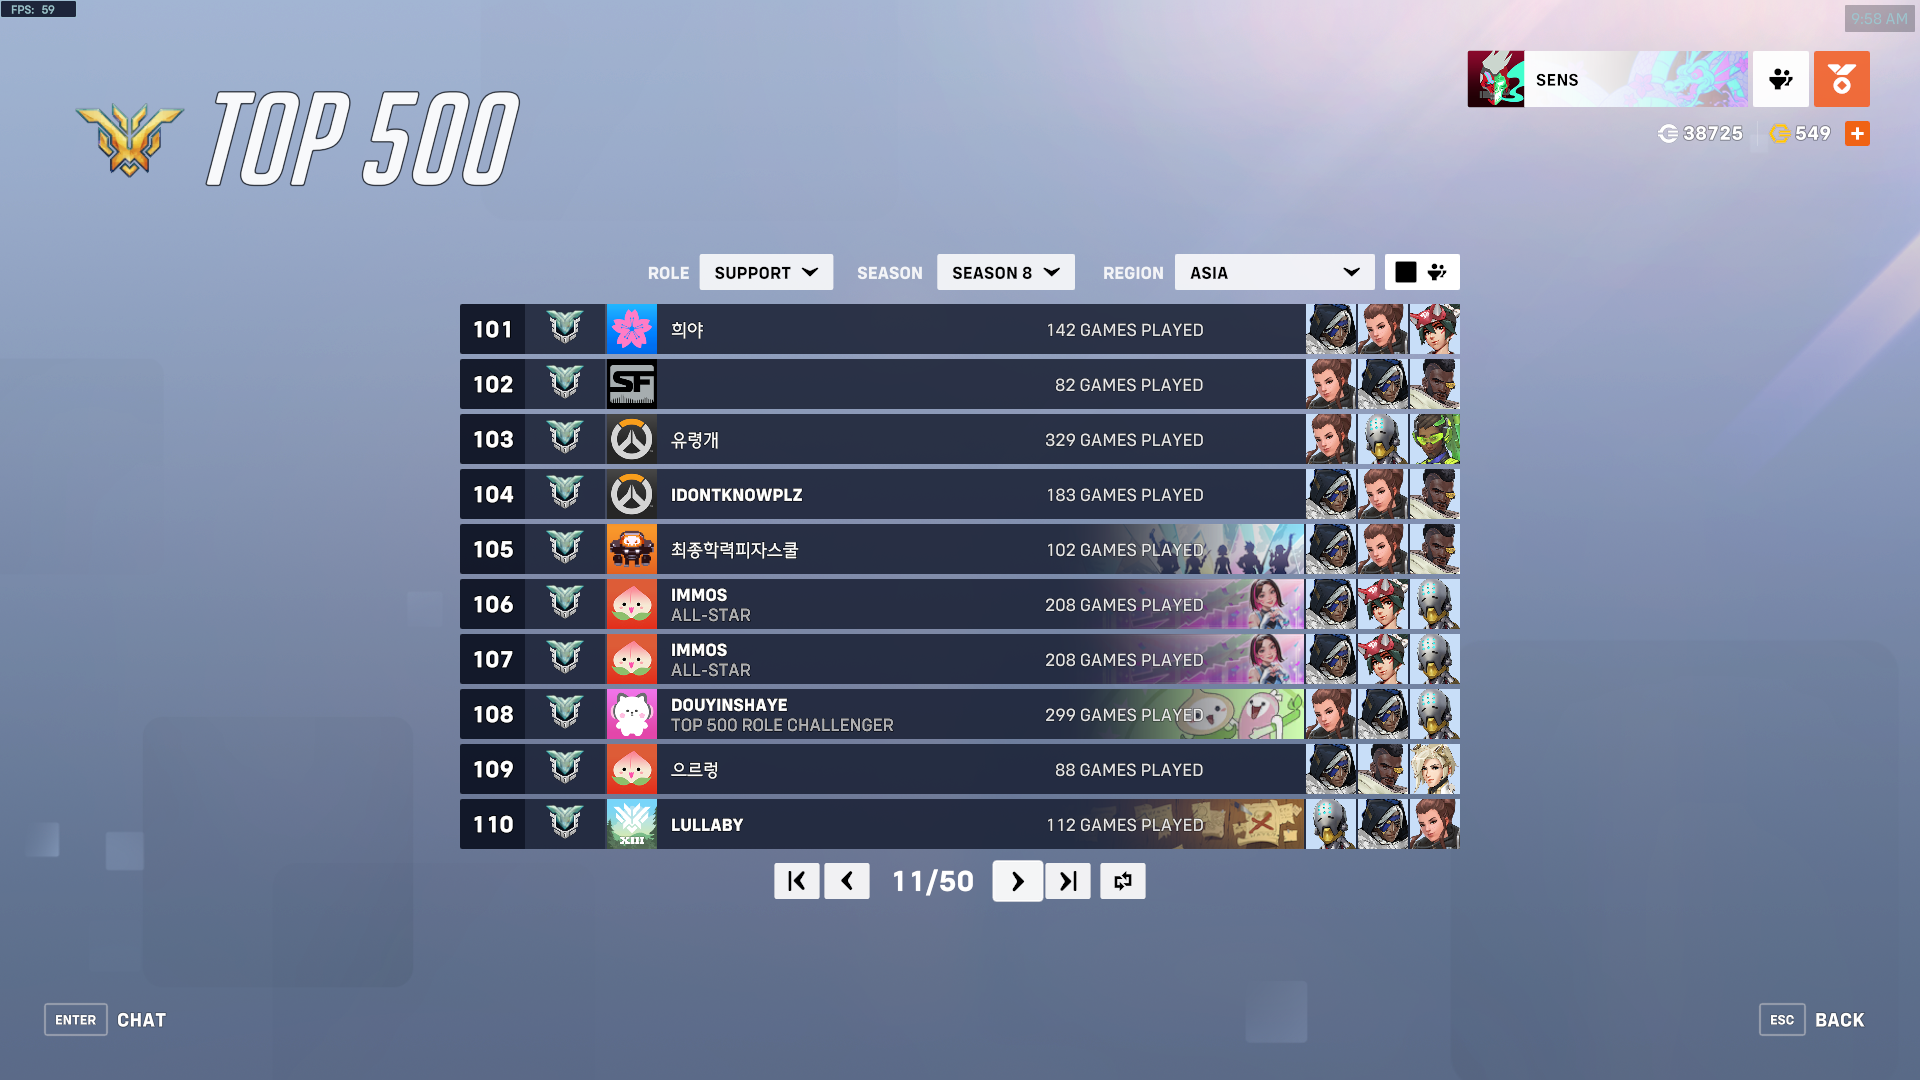 FPS: 59
9:58 AM
SENS
38725
549
TOP 500
ROLE
SUPPORT
SEASON
SEASON 8
REGION
ASIA
101
희야
142 GAMES PLAYED
102
SF
82 GAMES PLAYED
103
유령개
329 GAMES PLAYED
104
IDONTKNOWPLZ
183 GAMES PLAYED
105
최종학력피자스쿨
102 GAMES PLAYED
106
IMMOS
ALL-STAR
208 GAMES PLAYED
107
IMMOS
ALL-STAR
208 GAMES PLAYED
108
DOUYINSHAYE
TOP 500 ROLE CHALLENGER
299 GAMES PLAYED
109
으르렁
88 GAMES PLAYED
110
XIII
LULLABY
112 GAMES PLAYED
11/50
ENTER
CHAT
ESC
BACK